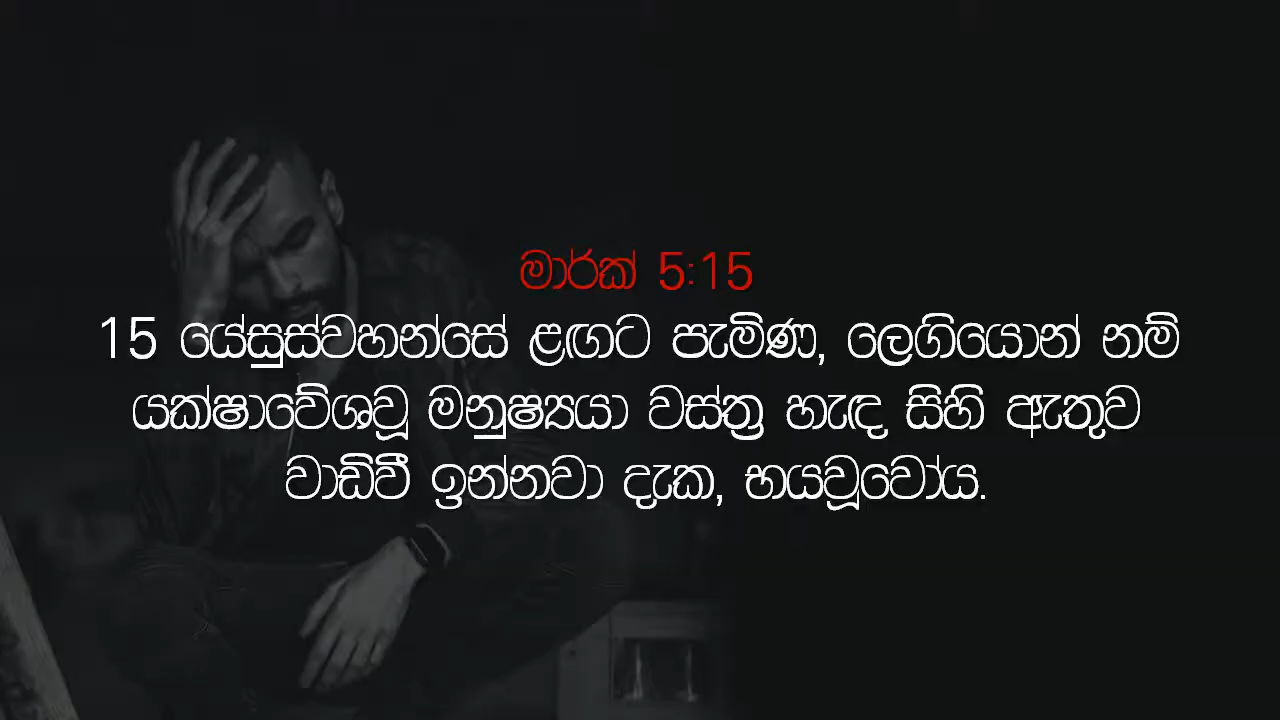 මාර්ක් 5:15
15 යේසුස්වහන්සේ ළඟට පැමිණ, ලෙගියොන් නම්
යක්ෂාවේශවූ මනුෂ්‍යයා වස්ත්‍ර හැඳ සිහි ඇතුව
වාඩිවී ඉන්නවා දැක, භයවූවෝය.